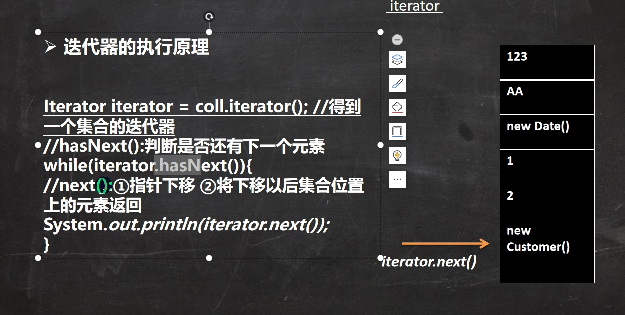 iterator
➢ 迭代器的执行原理
Iterator iterator = coll.iterator(); //得到
一个集合的迭代器
//hasNext():判断是否还有下一个元素
while(iterator.hasNext()){
//next():①指针下移 ②将下移以后集合位置
上的元素返回
System.out.println(iterator.next());
}
iterator.next()
123
AA
new Date()
1
2
new
Customer()